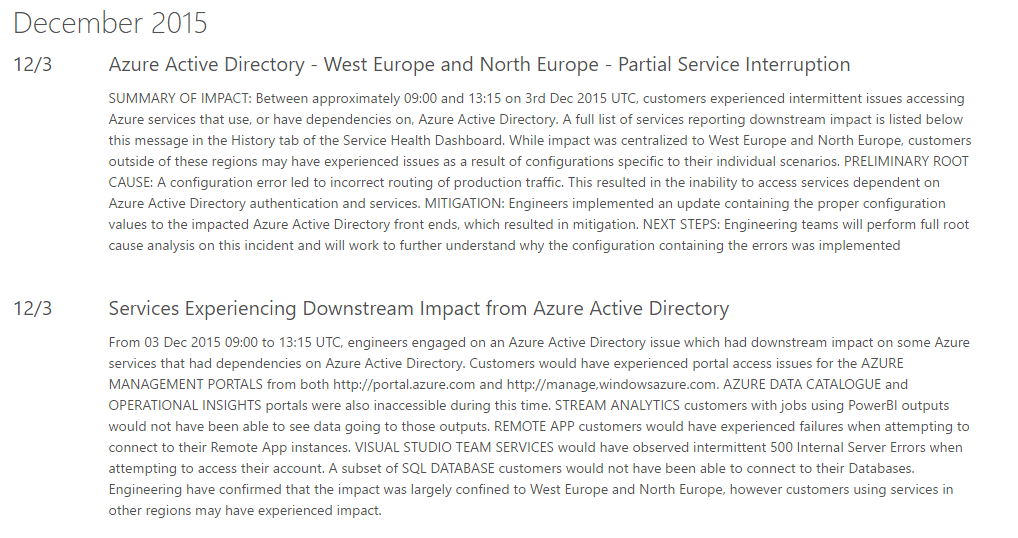 December 2015
12/3 Azure Active Directory - West Europe and North Europe - Partial Service Interruption
SUMMARY OF IMPACT: Between approximately 09:00 and 13:15 on 3rd Dec 2015 UTC, customers experienced intermittent issues accessing
Azure services that use, or have dependencies on, Azure Active Directory. A full list of services reporting downstream impact is listed below
this message in the History tab of the Service Health Dashboard. While impact was centralized to West Europe and North Europe, customers
outside of these regions may have experienced issues as a result of configurations specific to their individual scenarios. PRELIMINARY ROOT
CAUSE: A configuration error led to incorrect routing of production traffic. This resulted in the inability to access services dependent on
Azure Active Directory authentication and services. MITIGATION: Engineers implemented an update containing the proper configuration
values to the impacted Azure Active Directory front ends, which resulted in mitigation. NEXT STEPS: Engineering teams will perform full root
cause analysis on this incident and will work to further understand why the configuration containing the errors was implemented
12/3 Services Experiencing Downstream Impact from Azure Active Directory
From 03 Dec 2015 09:00 to 13:15 UTC, engineers engaged on an Azure Active Directory issue which had downstream impact on some Azure
services that had dependencies on Azure Active Directory. Customers would have experienced portal access issues for the AZURE
MANAGEMENT PORTALS from both http://portal.azure.com and http://manage,windowsazure.com. AZURE DATA CATALOGUE and
OPERATIONAL INSIGHTS portals were also inaccessible during this time. STREAM ANALYTICS customers with jobs using PowerBI outputs
would not have been able to see data going to those outputs. REMOTE APP customers would have experienced failures when attempting to
connect to their Remote App instances. VISUAL STUDIO TEAM SERVICES would have observed intermittent 500 Internal Server Errors when
attempting to access their account. A subset of SQL DATABASE customers would not have been able to connect to their Databases.
Engineering have confirmed that the impact was largely confined to West Europe and North Europe, however customers using services in
other regions may have experienced impact.